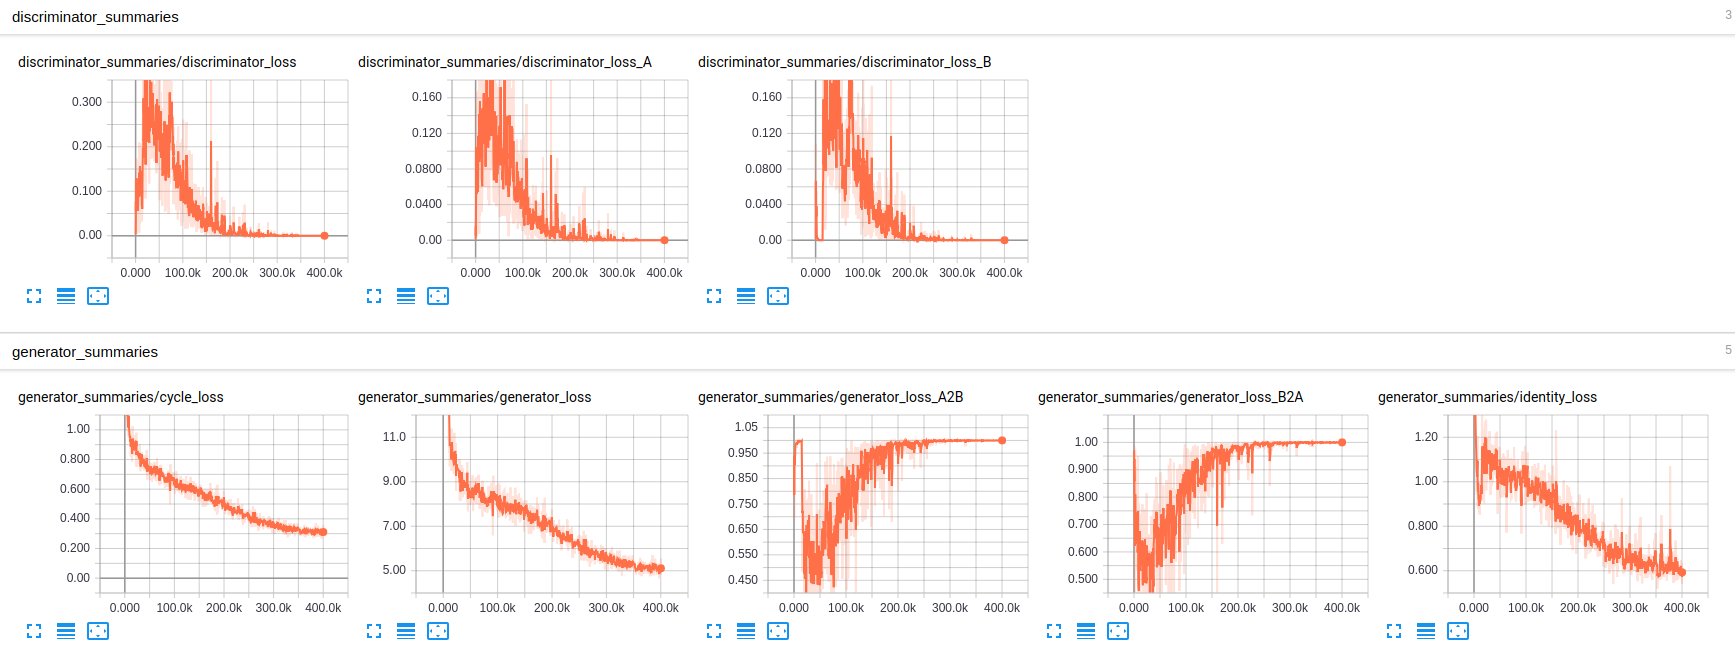 discriminator_summaries 3
discriminator_summaries/discriminator_loss
0.300
0.200
0.100
0.00
0.000 100.0k 200.0k 300.0k 400.0k
discriminator_summaries/discriminator_loss_A
0.160
0.120
0.0800
0.0400
0.00
0.000 100.0k 200.0k 300.0k 400.0k
discriminator_summaries/discriminator_loss_B
0.160
0.120
0.0800
0.0400
0.00
0.000 100.0k 200.0k 300.0k 400.0k
generator_summaries 5
generator_summaries/cycle_loss
1.00
0.800
0.600
0.400
0.200
0.00
0.000 100.0k 200.0k 300.0k 400.0k
generator_summaries/generator_loss
11.0
9.00
7.00
5.00
0.000 100.0k 200.0k 300.0k 400.0k
generator_summaries/generator_loss_A2B
1.05
0.950
0.850
0.750
0.650
0.550
0.450
0.000 100.0k 200.0k 300.0k 400.0k
generator_summaries/generator_loss_B2A
1.00
0.900
0.800
0.700
0.600
0.500
0.000 100.0k 200.0k 300.0k 400.0k
generator_summaries/identity_loss
1.20
1.00
0.800
0.600
0.000 100.0k 200.0k 300.0k 400.0k